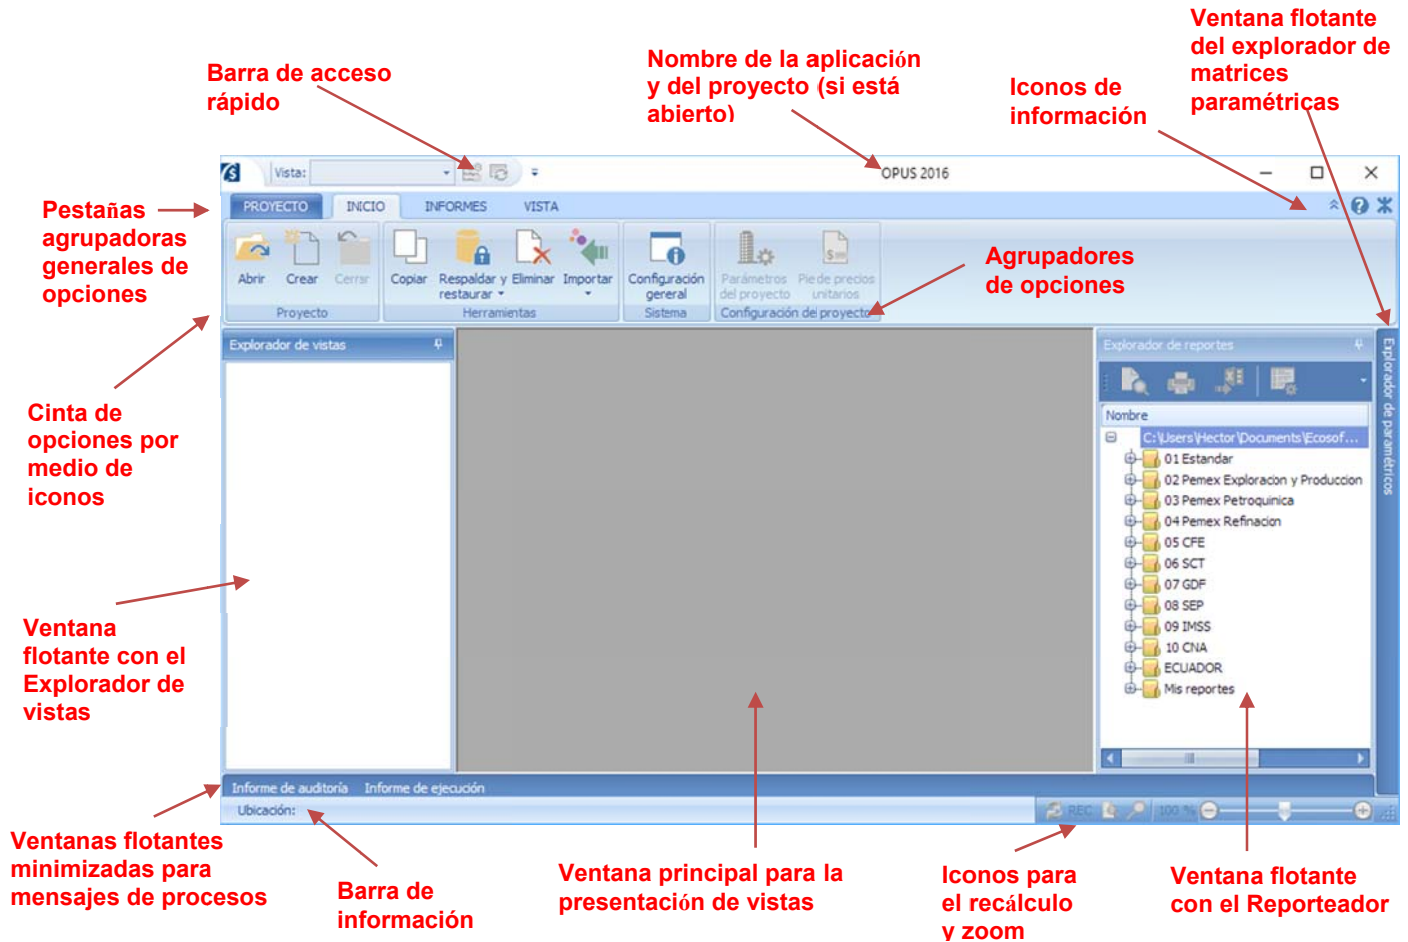 Ventana flotante
del explorador de
matrices
paramétricas
Nombre de la aplicación
y del proyecto (si está
abierto)
Barra de acceso
rápido
Iconos de
información
Vista:
OPUS 2016
Pestañas
agrupadoras
generales de
opciones
PROYECTO INICIO INFORMES VISTA
Abrir Crear Cerrar Copiar Respaldar y restaurar Eliminar Importar Configuración general Parámetros del proyecto Pie de precios unitarios
Proyecto Herramientas Sistema Configuración del proyecto
Agrupadores
de opciones
Explorador de vistas
Explorador de reportes
Explorador de paramétricos
Nombre
C:\Users\Hector\Documents\Ecosof...
01 Estandar
02 Pemex Exploracion y Produccion
03 Pemex Petroquinica
04 Pemex Refinacion
05 CFE
06 SCT
07 GDF
08 SEP
09 IMSS
10 CNA
ECUADOR
Mis reportes
Cinta de
opciones por
medio de
iconos
Ventana
flotante con el
Explorador de
vistas
Informe de auditoría Informe de ejecución
Ubicación:
REC 100 %
Ventanas flotantes
minimizadas para
mensajes de procesos
Barra de
información
Ventana principal para la
presentación de vistas
Iconos para
el recálculo
y zoom
Ventana flotante
con el Reporteador